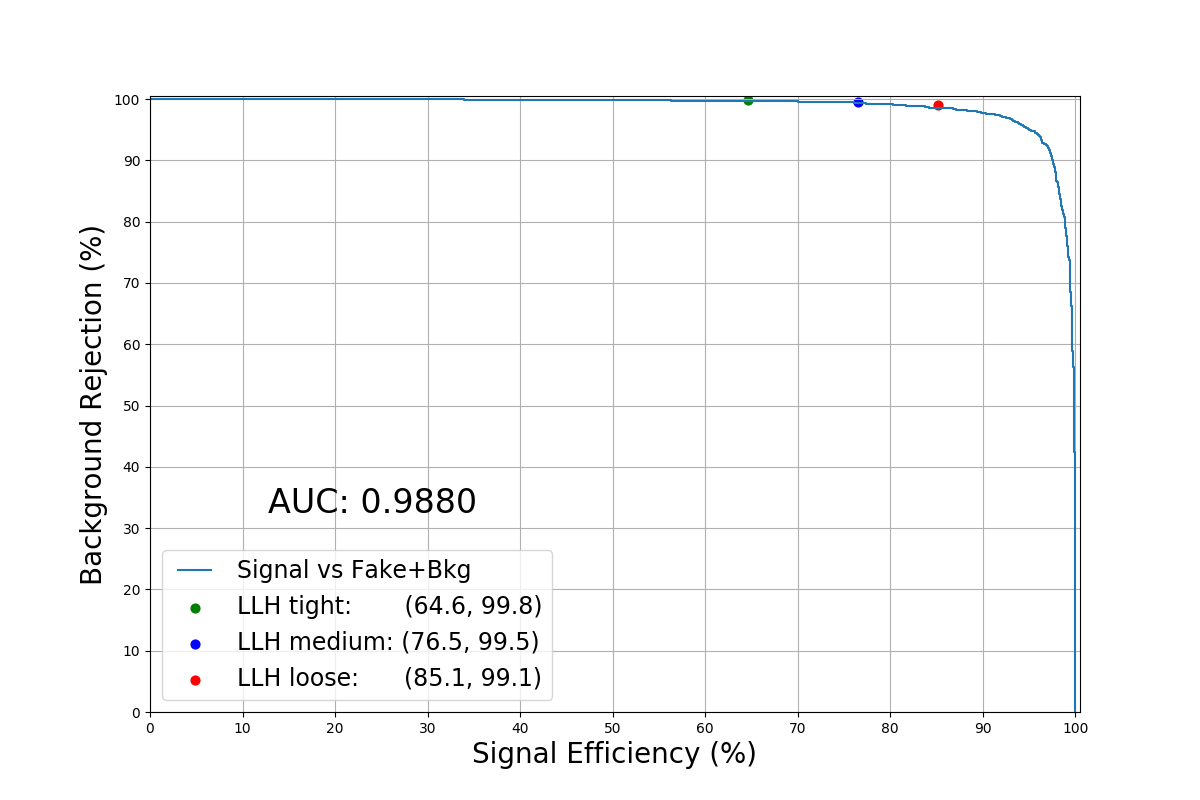 100
90
80
70
60
50
40
30
20
10
0
Background Rejection (%)
AUC: 0.9880
Signal vs Fake+Bkg
LLH tight: (64.6, 99.8)
LLH medium: (76.5, 99.5)
LLH loose: (85.1, 99.1)
0 10 20 30 40 50 60 70 80 90 100
Signal Efficiency (%)